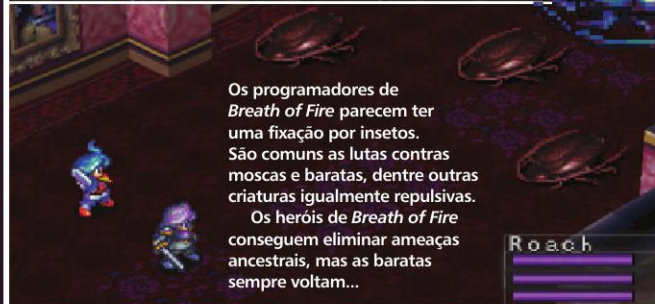 Os programadores de
Breath of Fire parecem ter
uma fixação por insetos.
São comuns as lutas contras
moscas e baratas, dentre outras
criaturas igualmente repulsivas.
Os heróis de Breath of Fire
conseguem eliminar ameaças
ancestrais, mas as baratas
sempre voltam...
Roach